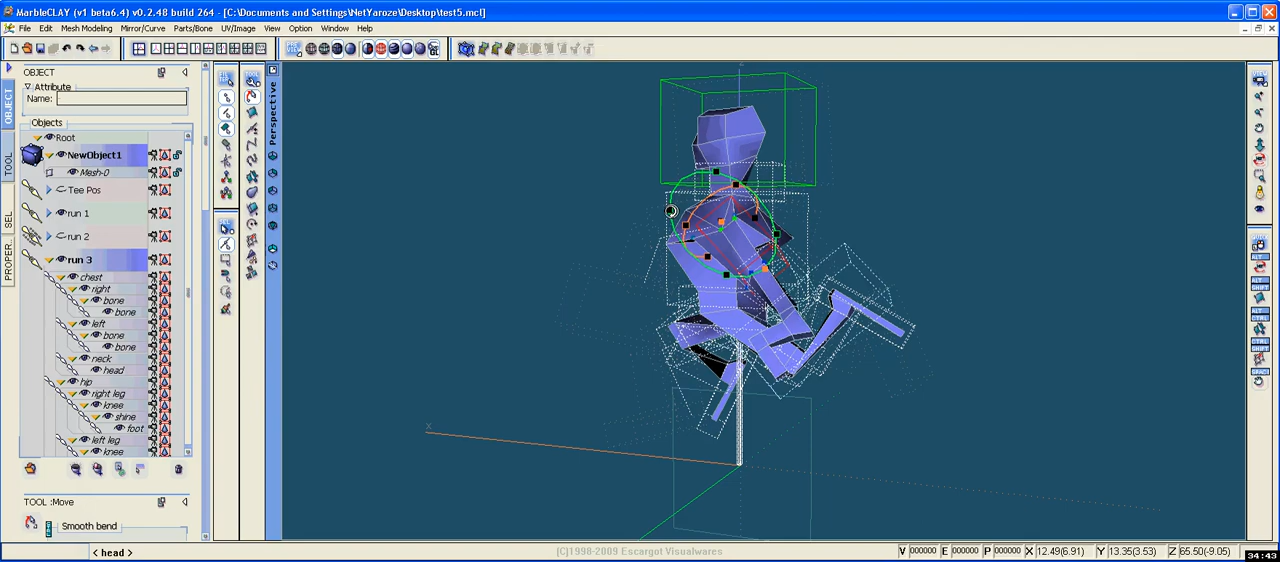 MarbleCLAY (v1 beta6.4) v0.2.48 build 264 - [C:\Documents and Settings\NetYaroze\Desktop\test5.mcl]
File Edit Mesh Modeling Mirror/Curve Parts/Bone UV/Image View Option Window Help
OBJECT
Attribute
Name:
Objects
Root
NewObject1
Mesh-0
Tee Pos
run 1
run 2
run 3
chest
right
bone
bone
left
bone
bone
neck
head
hip
right leg
knee
shine
foot
left leg
knee
TOOL :Move
Smooth bend
OBJECT
TOOL
SEL
PROPER..
Perspective
X
< head >
(C)1998-2009 Escargot Visualwares
V 000000 E 000000 P 000000 X 12.49(6.91) Y 13.35(3.53) Z 65.50(-9.05)
34:43